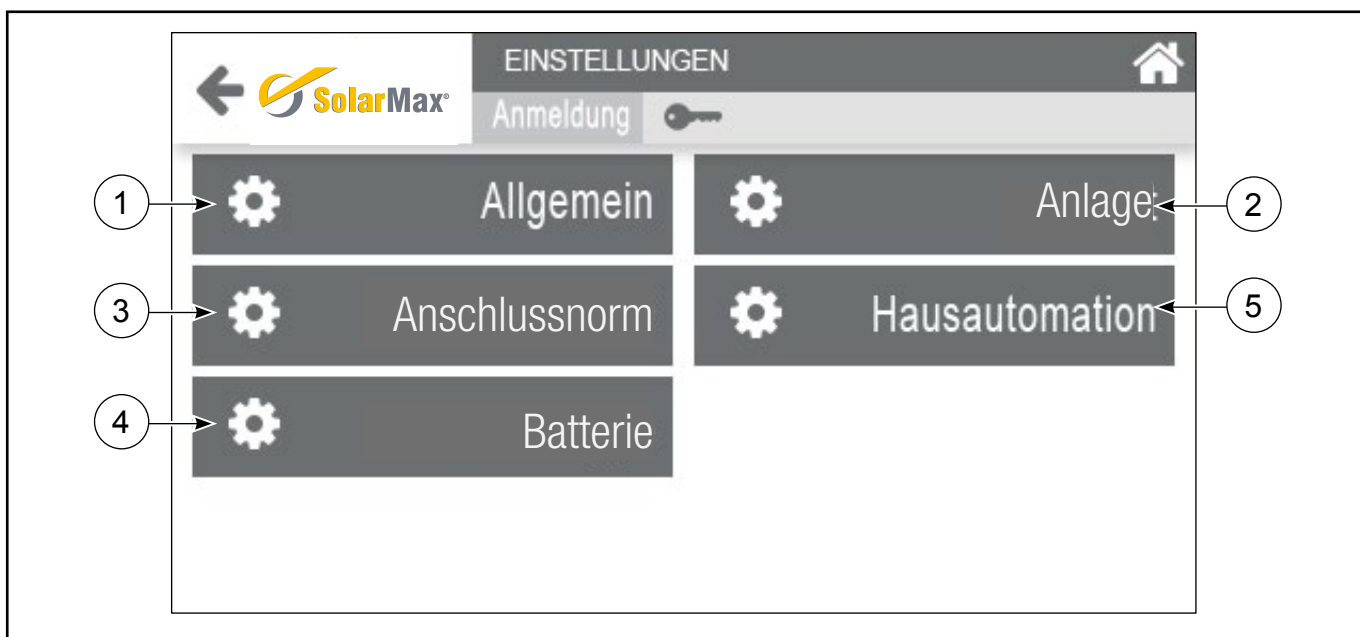 EINSTELLUNGEN
SolarMax®
Anmeldung
1
Allgemein
Anlage
2
3
Anschlussnorm
Hausautomation
5
4
Batterie